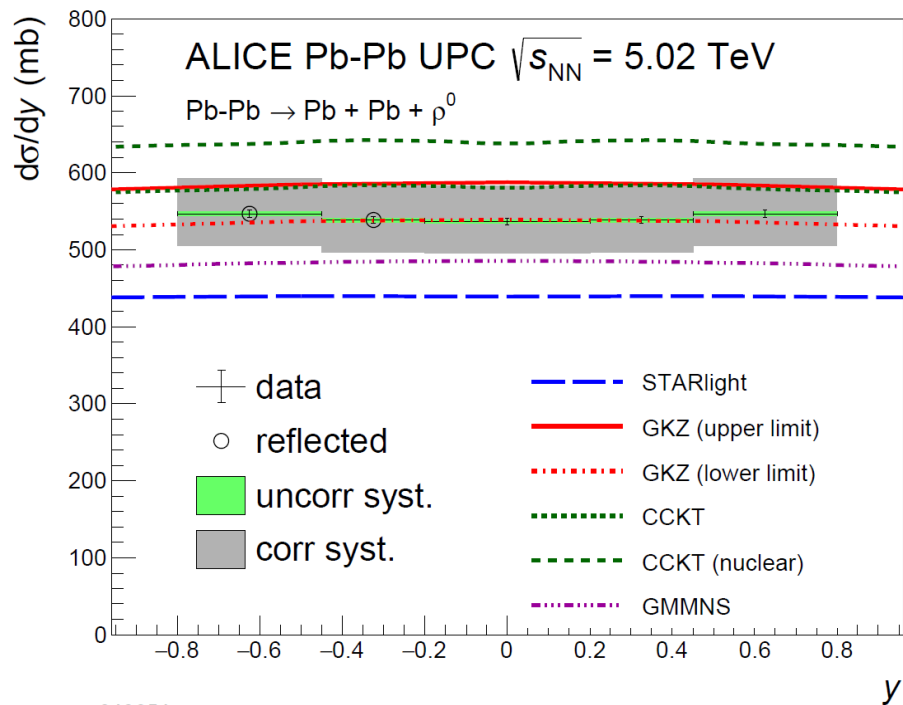 dσ/dy (mb)
800
700
600
500
400
300
200
100
0
ALICE Pb-Pb UPC √sNN = 5.02 TeV
Pb-Pb → Pb + Pb + ρ⁰
data
reflected
uncorr syst.
corr syst.
STARlight
GKZ (upper limit)
GKZ (lower limit)
CCKT
CCKT (nuclear)
GMMNS
−0.8 −0.6 −0.4 −0.2 0 0.2 0.4 0.6 0.8
y